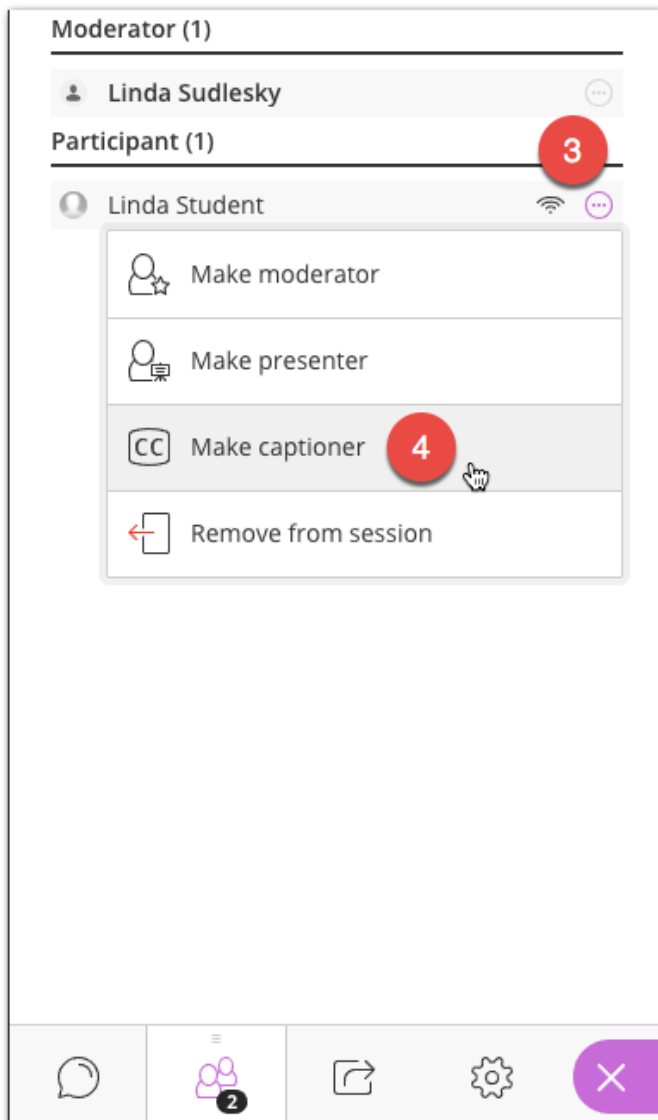 Moderator (1)
Linda Sudlesky
Participant (1)
3
Linda Student
Make moderator
Make presenter
CC Make captioner 4
Remove from session
2